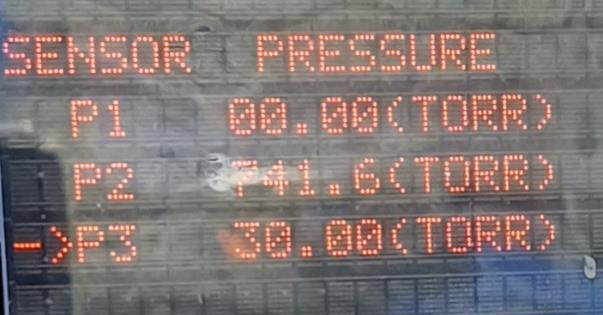 SENSOR PRESSURE
P1 00.00(TORR)
P2 741.6(TORR)
->P3 30.00(TORR)